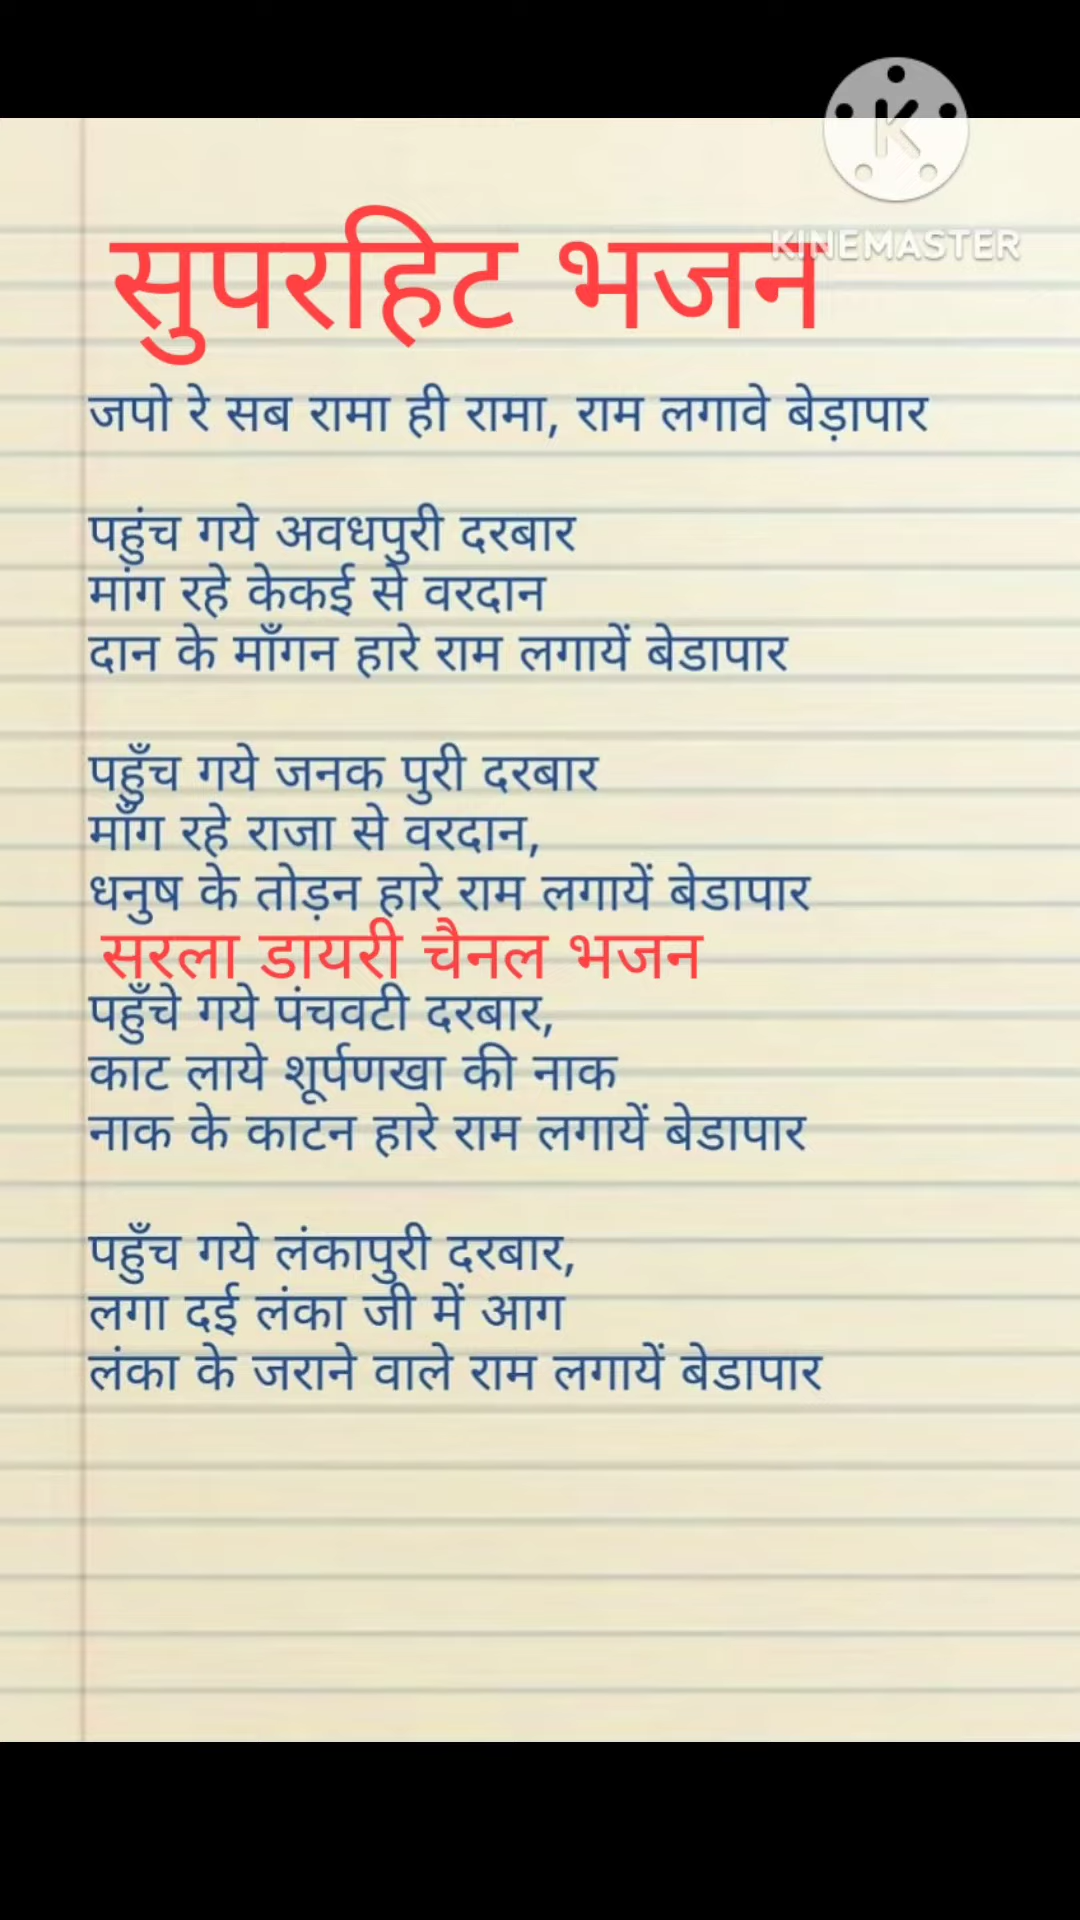 KINEMASTER
सुपरहिट भजन
जपो रे सब रामा ही रामा, राम लगावे बेड़ापार
पहुंच गये अवधपुरी दरबार
मांग रहे केकई से वरदान
दान के माँगन हारे राम लगायें बेडापार
पहुँच गये जनक पुरी दरबार
माँग रहे राजा से वरदान,
धनुष के तोड़न हारे राम लगायें बेडापार
सरला डायरी चैनल भजन
पहुँचे गये पंचवटी दरबार,
काट लाये शूर्पणखा की नाक
नाक के काटन हारे राम लगायें बेडापार
पहुँच गये लंकापुरी दरबार,
लगा दई लंका जी में आग
लंका के जराने वाले राम लगायें बेडापार